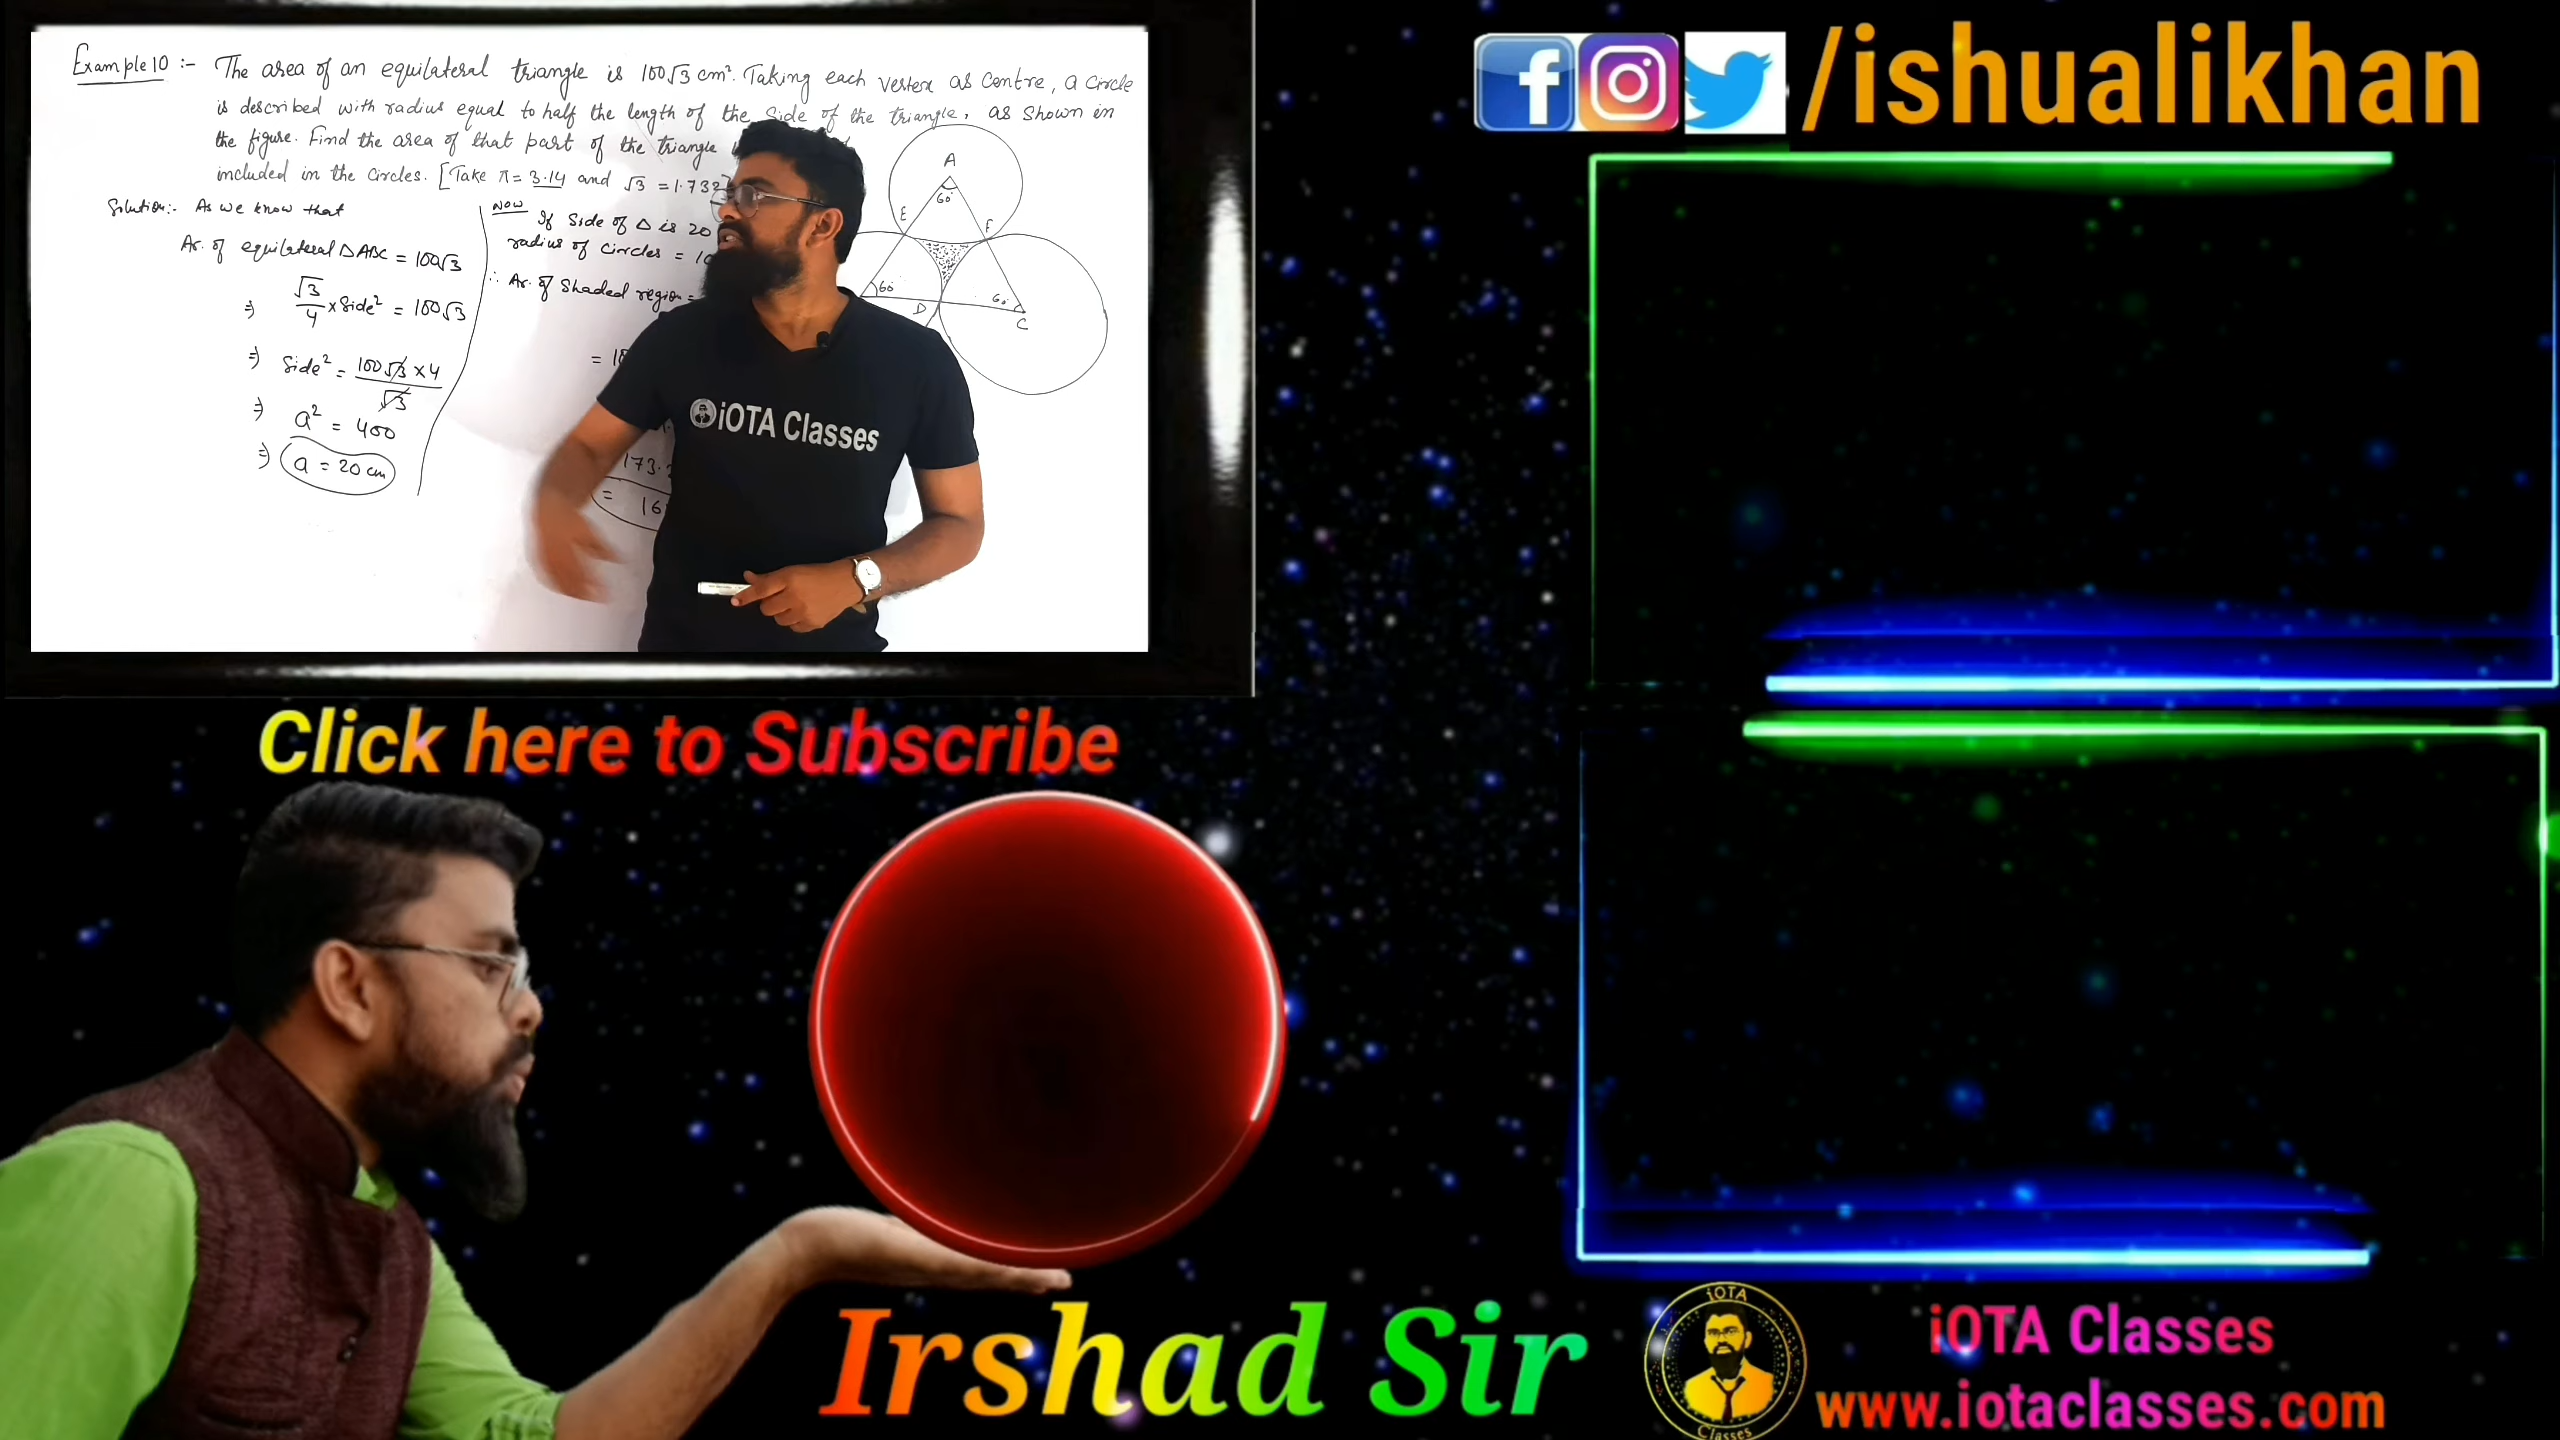 Example 10 :- The area of an equilateral triangle is 100√3 cm². Taking each vertex as centre, a circle
is described with radius equal to half the length of the side of the triangle, as shown in
the figure. Find the area of that part of the triangle
included in the circles. [Take π = 3.14 and √3 = 1.732]
Solution:- As we know that
Ar. of equilateral ΔABC = 100√3
⇒ √3/4 × Side² = 100√3
⇒ Side² = 100√3 × 4 / √3
⇒ a² = 400
⇒ a = 20 cm
NOW
If Side of Δ is 20
radius of circles = 10
∴ Ar. of Shaded region =
173.
= 16
A
60°
E
F
60°
D
60°
C
iOTA Classes
f
/ishualikhan
Click here to Subscribe
Irshad Sir
iOTA
Classes
iOTA Classes
www.iotaclasses.com